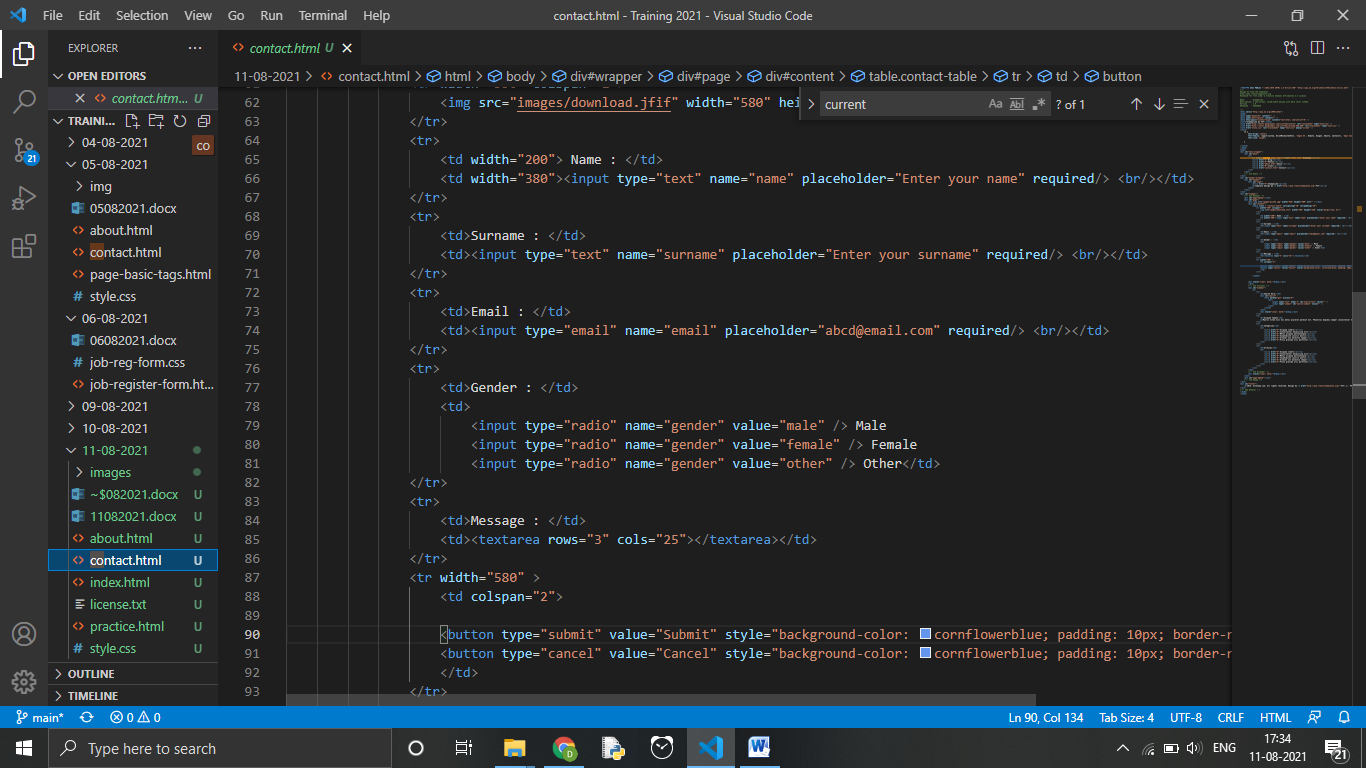 File Edit Selection View Go Run Terminal Help
contact.html - Training 2021 - Visual Studio Code
EXPLORER
OPEN EDITORS
contact.htm... U
TRAINI...
04-08-2021
co
05-08-2021
img
05082021.docx
about.html
contact.html
page-basic-tags.html
style.css
06-08-2021
06082021.docx
job-reg-form.css
job-register-form.ht...
09-08-2021
10-08-2021
11-08-2021
images
~$082021.docx U
11082021.docx U
about.html U
contact.html U
index.html U
license.txt U
practice.html U
style.css U
OUTLINE
TIMELINE
21
contact.html U
11-08-2021 > contact.html > html > body > div#wrapper > div#page > div#content > table.contact-table > tr > td > button
current Aa Abl .* ? of 1
62 <img src="images/download.jfif" width="580" hei
63 </tr>
64 <tr>
65 <td width="200"> Name : </td>
66 <td width="380"><input type="text" name="name" placeholder="Enter your name" required/> <br/></td>
67 </tr>
68 <tr>
69 <td>Surname : </td>
70 <td><input type="text" name="surname" placeholder="Enter your surname" required/> <br/></td>
71 </tr>
72 <tr>
73 <td>Email : </td>
74 <td><input type="email" name="email" placeholder="abcd@email.com" required/> <br/></td>
75 </tr>
76 <tr>
77 <td>Gender : </td>
78 <td>
79 <input type="radio" name="gender" value="male" /> Male
80 <input type="radio" name="gender" value="female" /> Female
81 <input type="radio" name="gender" value="other" /> Other</td>
82 </tr>
83 <tr>
84 <td>Message : </td>
85 <td><textarea rows="3" cols="25"></textarea></td>
86 </tr>
87 <tr width="580" >
88 <td colspan="2">
89
90 <button type="submit" value="Submit" style="background-color: cornflowerblue; padding: 10px; border-r
91 <button type="cancel" value="Cancel" style="background-color: cornflowerblue; padding: 10px; border-r
92 </td>
93 </tr>
main* 0 0 Ln 90, Col 134 Tab Size: 4 UTF-8 CRLF HTML
Type here to search
D
W
ENG
17:34
11-08-2021
21